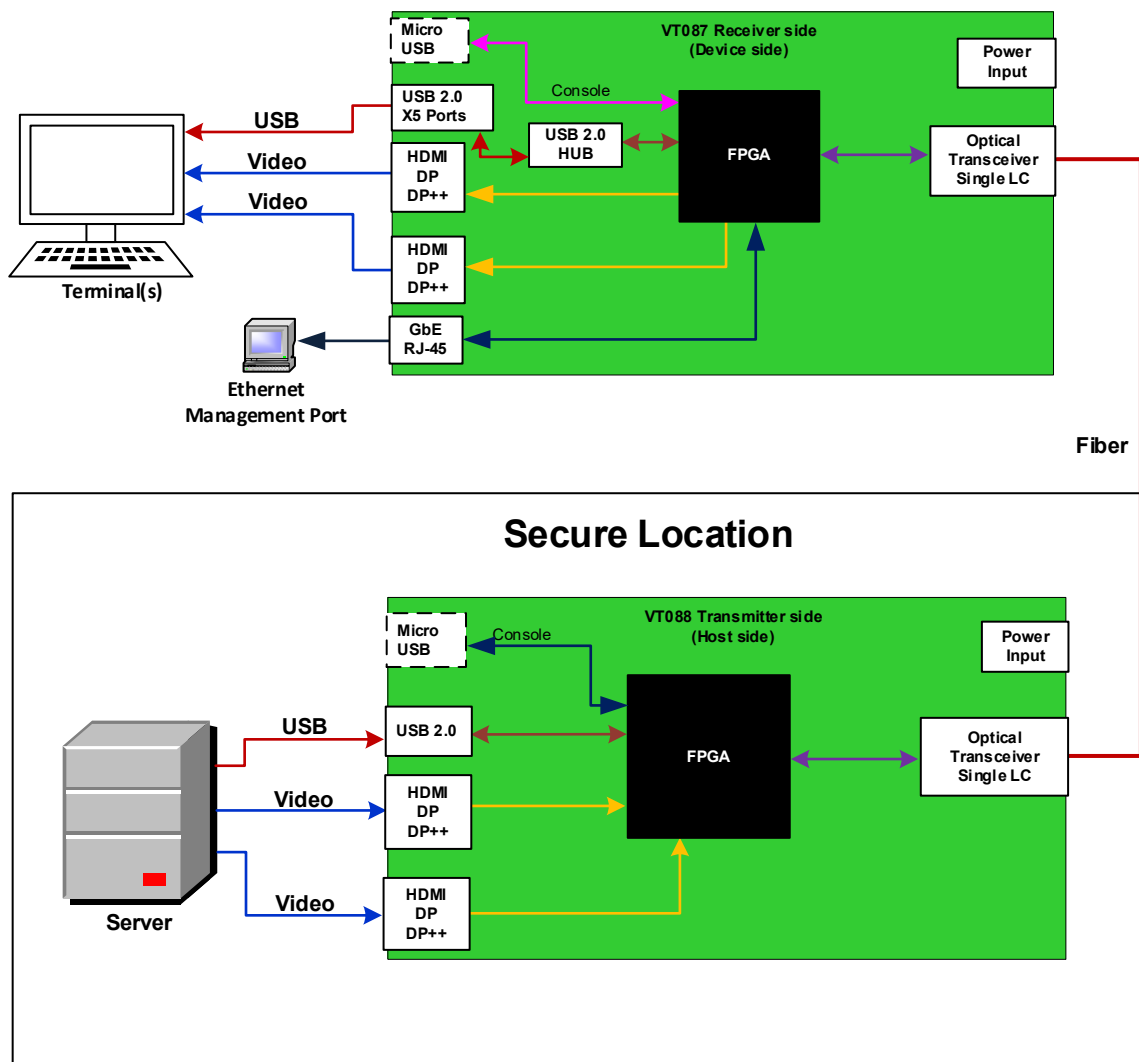 Micro
USB
VT087 Receiver side
(Device side)
Power
Input
Console
USB 2.0
X5 Ports
USB
USB 2.0
HUB
FPGA
Optical
Transceiver
Single LC
Video
HDMI
DP
DP++
Video
HDMI
DP
DP++
Terminal(s)
GbE
RJ-45
Ethernet
Management Port
Fiber
Secure Location
VT088 Transmitter side
(Host side)
Micro
USB
Console
Power
Input
USB
USB 2.0
FPGA
Optical
Transceiver
Single LC
Video
HDMI
DP
DP++
Video
HDMI
DP
DP++
Server